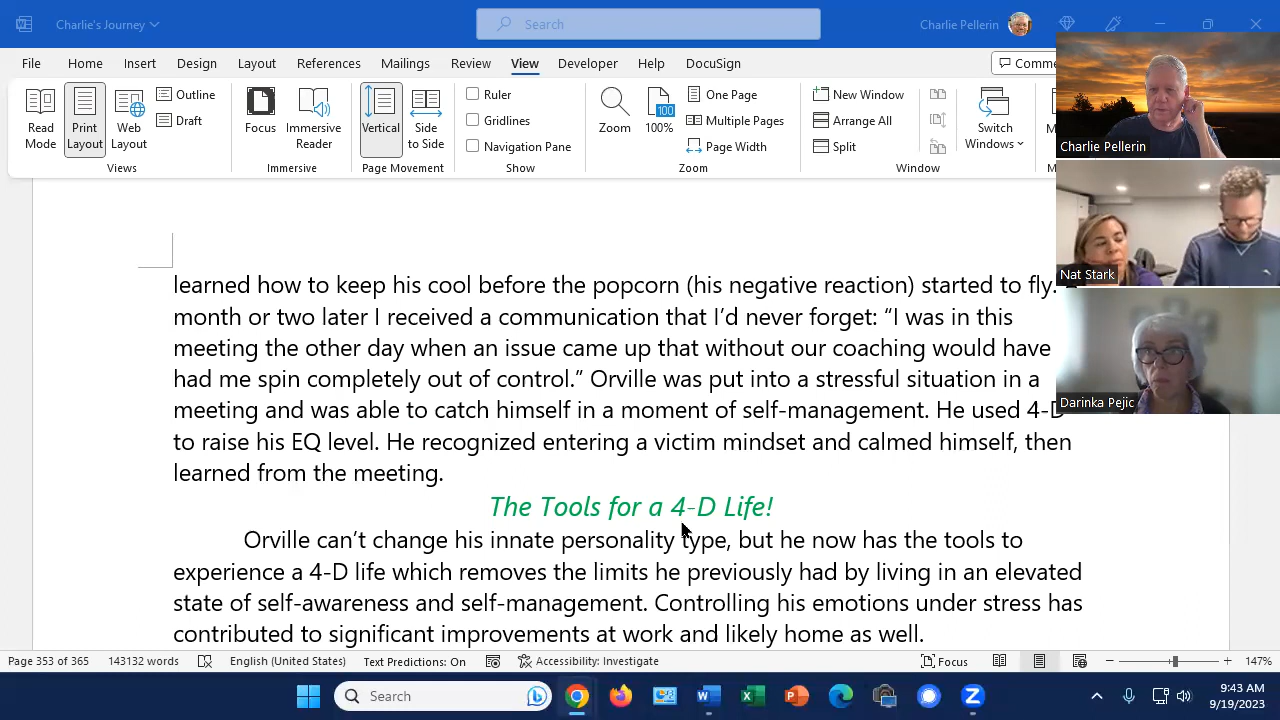 Charlie's Journey
Search
Charlie Pellerin
File Home Insert Design Layout References Mailings Review View Developer Help DocuSign
Read Mode
Print Layout
Web Layout
Outline
Draft
Views
Focus
Immersive Reader
Immersive
Vertical
Side to Side
Page Movement
Ruler
Gridlines
Navigation Pane
Show
Zoom
100
100%
One Page
Multiple Pages
Page Width
Zoom
New Window
Arrange All
Split
Switch Windows
Window
Charlie Pellerin
Nat Stark
Darinka Pejic
learned how to keep his cool before the popcorn (his negative reaction) started to fly.
month or two later I received a communication that I’d never forget: “I was in this
meeting the other day when an issue came up that without our coaching would have
had me spin completely out of control.” Orville was put into a stressful situation in a
meeting and was able to catch himself in a moment of self-management. He used 4-D
to raise his EQ level. He recognized entering a victim mindset and calmed himself, then
learned from the meeting.
The Tools for a 4-D Life!
Orville can’t change his innate personality type, but he now has the tools to
experience a 4-D life which removes the limits he previously had by living in an elevated
state of self-awareness and self-management. Controlling his emotions under stress has
contributed to significant improvements at work and likely home as well.
Page 353 of 365 143132 words English (United States) Text Predictions: On Accessibility: Investigate Focus 147%
Search
9:43 AM
9/19/2023